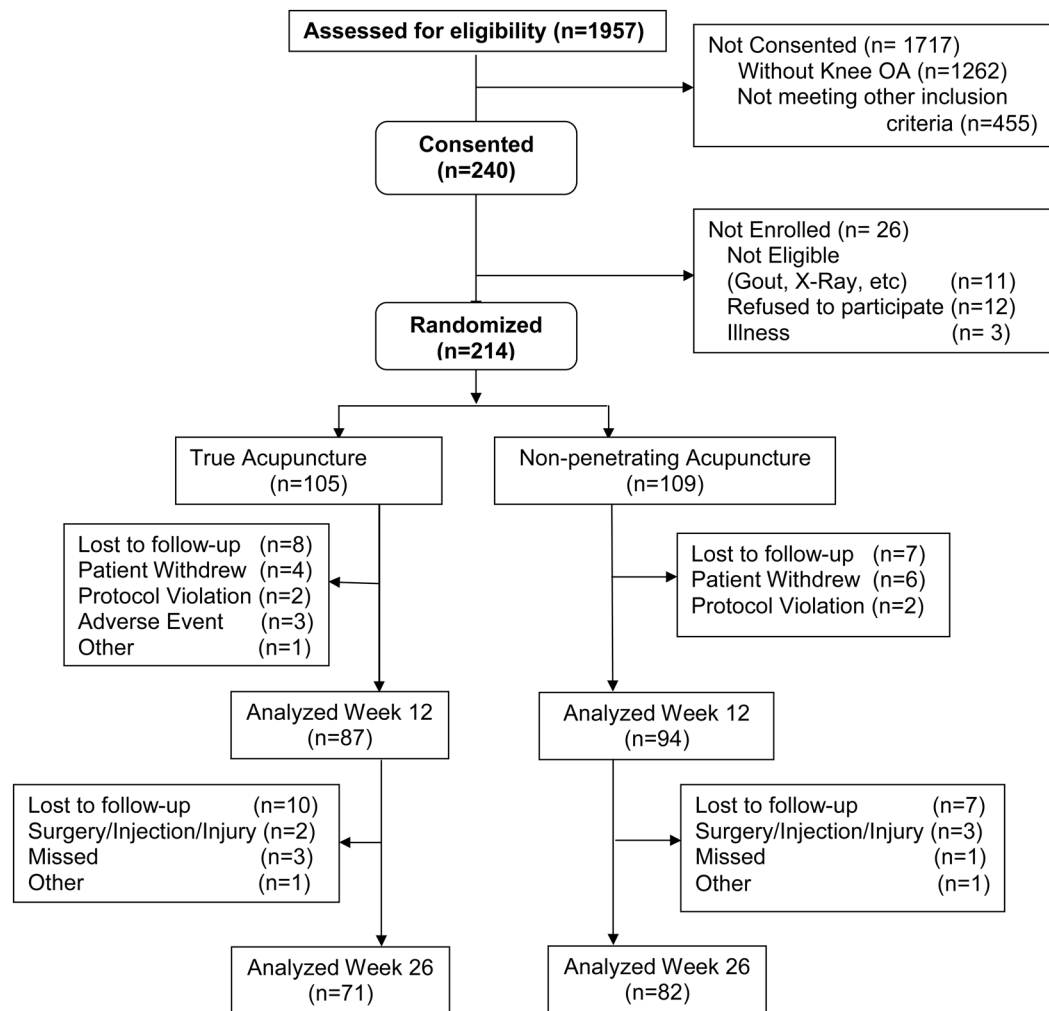 Assessed for eligibility (n=1957)
Not Consented (n= 1717)
Without Knee OA (n=1262)
Not meeting other inclusion
criteria (n=455)
Consented
(n=240)
Not Enrolled (n= 26)
Not Eligible
(Gout, X-Ray, etc) (n=11)
Refused to participate (n=12)
Illness (n= 3)
Randomized
(n=214)
True Acupuncture
(n=105)
Non-penetrating Acupuncture
(n=109)
Lost to follow-up (n=8)
Patient Withdrew (n=4)
Protocol Violation (n=2)
Adverse Event (n=3)
Other (n=1)
Lost to follow-up (n=7)
Patient Withdrew (n=6)
Protocol Violation (n=2)
Analyzed Week 12
(n=87)
Analyzed Week 12
(n=94)
Lost to follow-up (n=10)
Surgery/Injection/Injury (n=2)
Missed (n=3)
Other (n=1)
Lost to follow-up (n=7)
Surgery/Injection/Injury (n=3)
Missed (n=1)
Other (n=1)
Analyzed Week 26
(n=71)
Analyzed Week 26
(n=82)